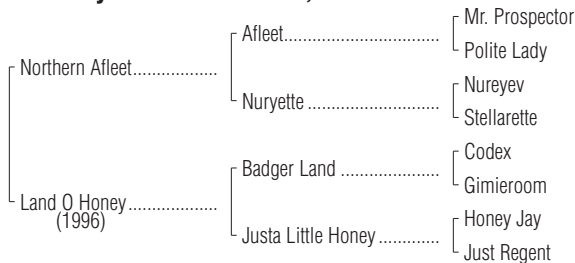 Mr. Prospector
Afleet
Polite Lady
Northern Afleet
Nureyev
Nuryette
Stellarette
Codex
Badger Land
Gimieroom
Land O Honey
(1996)
Honey Jay
Justa Little Honey
Just Regent